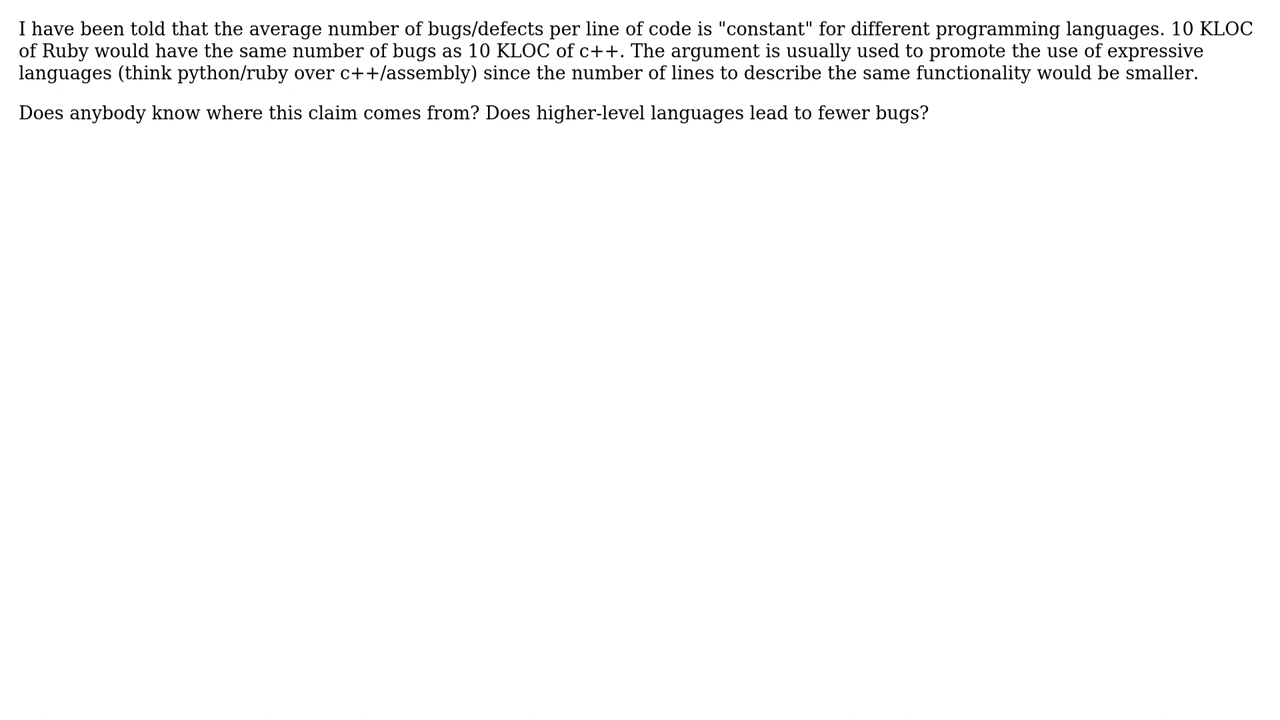 I have been told that the average number of bugs/defects per line of code is "constant" for different programming languages. 10 KLOC
of Ruby would have the same number of bugs as 10 KLOC of c++. The argument is usually used to promote the use of expressive
languages (think python/ruby over c++/assembly) since the number of lines to describe the same functionality would be smaller.
Does anybody know where this claim comes from? Does higher-level languages lead to fewer bugs?